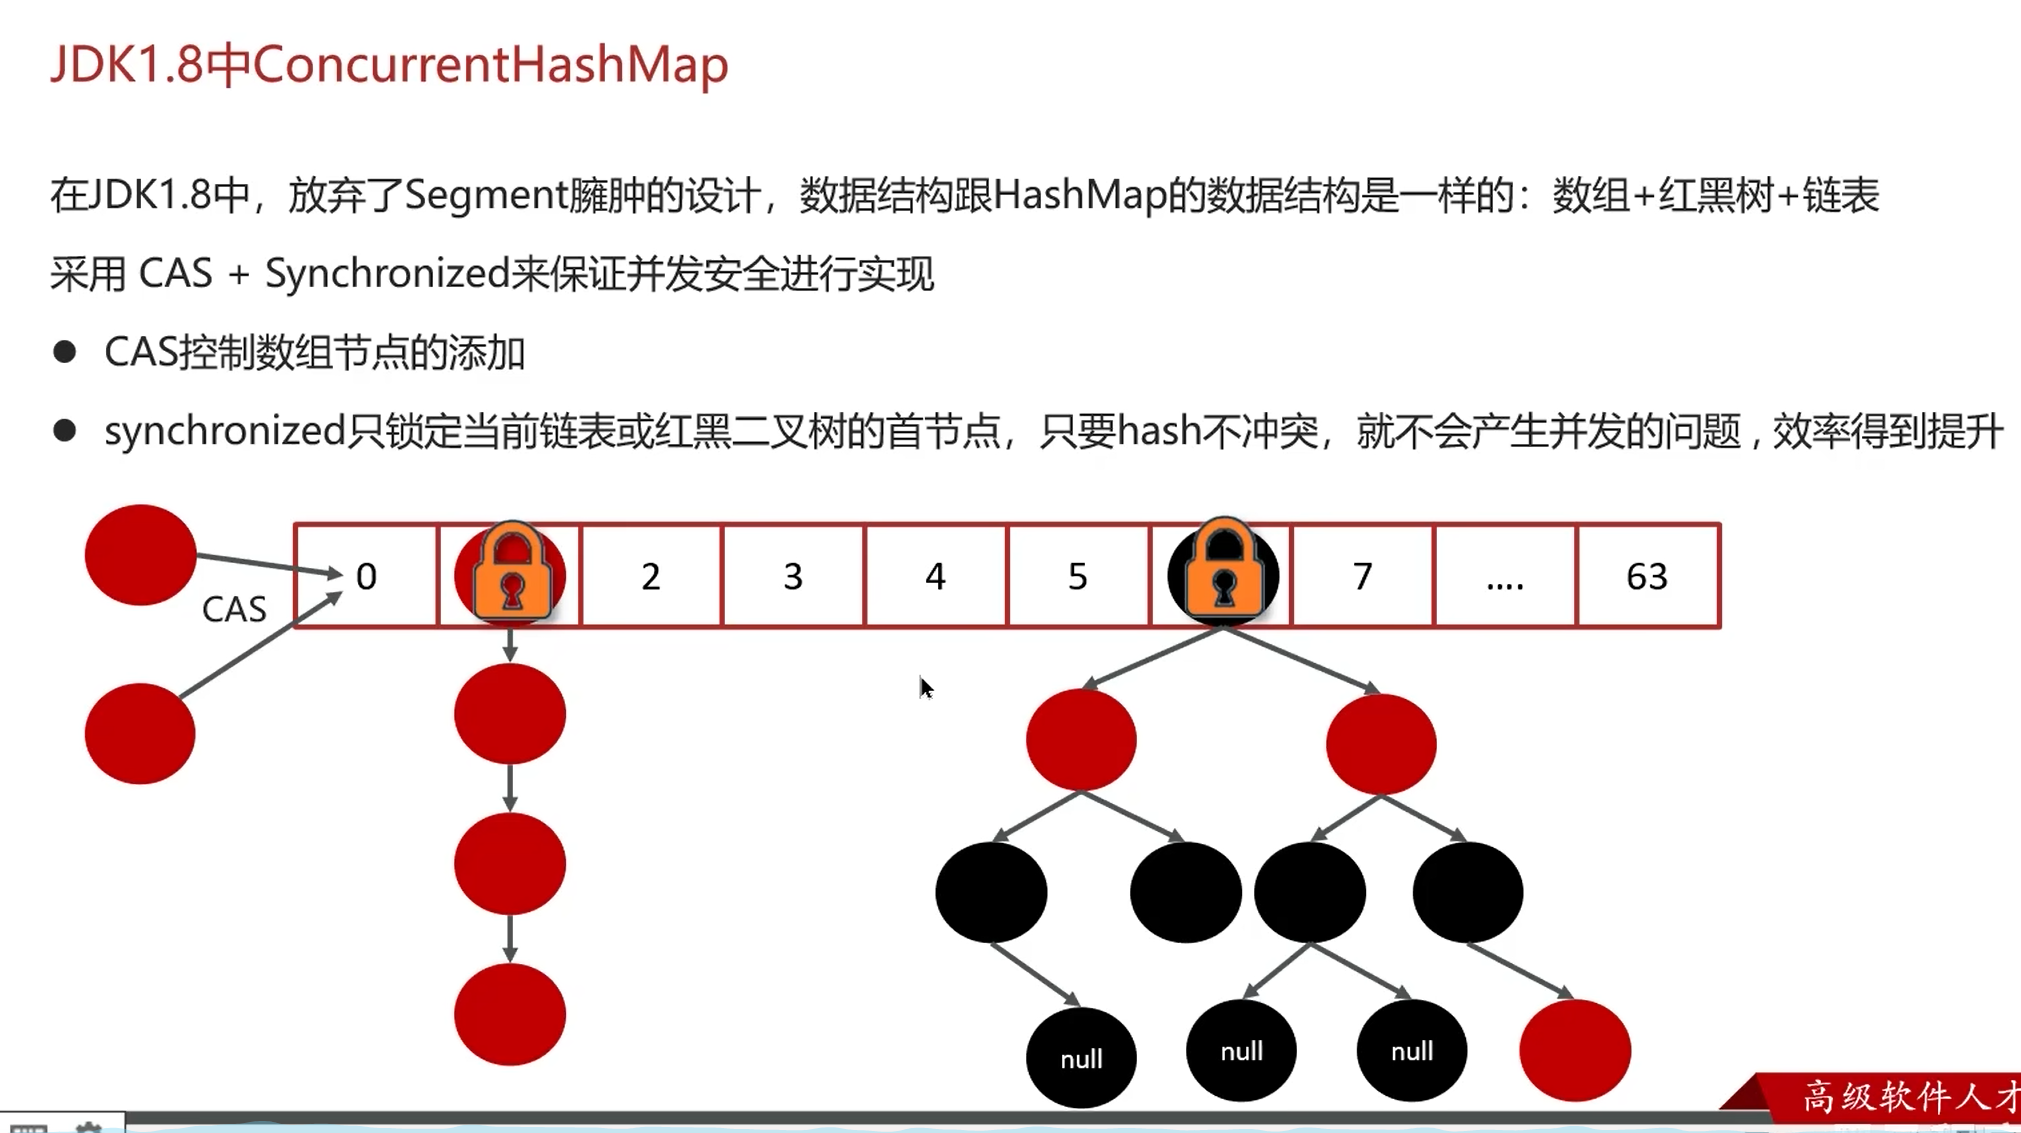 JDK1.8中ConcurrentHashMap
在JDK1.8中，放弃了Segment臃肿的设计，数据结构跟HashMap的数据结构是一样的：数组+红黑树+链表
采用 CAS + Synchronized来保证并发安全进行实现
● CAS控制数组节点的添加
● synchronized只锁定当前链表或红黑二叉树的首节点，只要hash不冲突，就不会产生并发的问题 , 效率得到提升
0 2 3 4 5 7 .... 63
CAS
null null null
高级软件人才